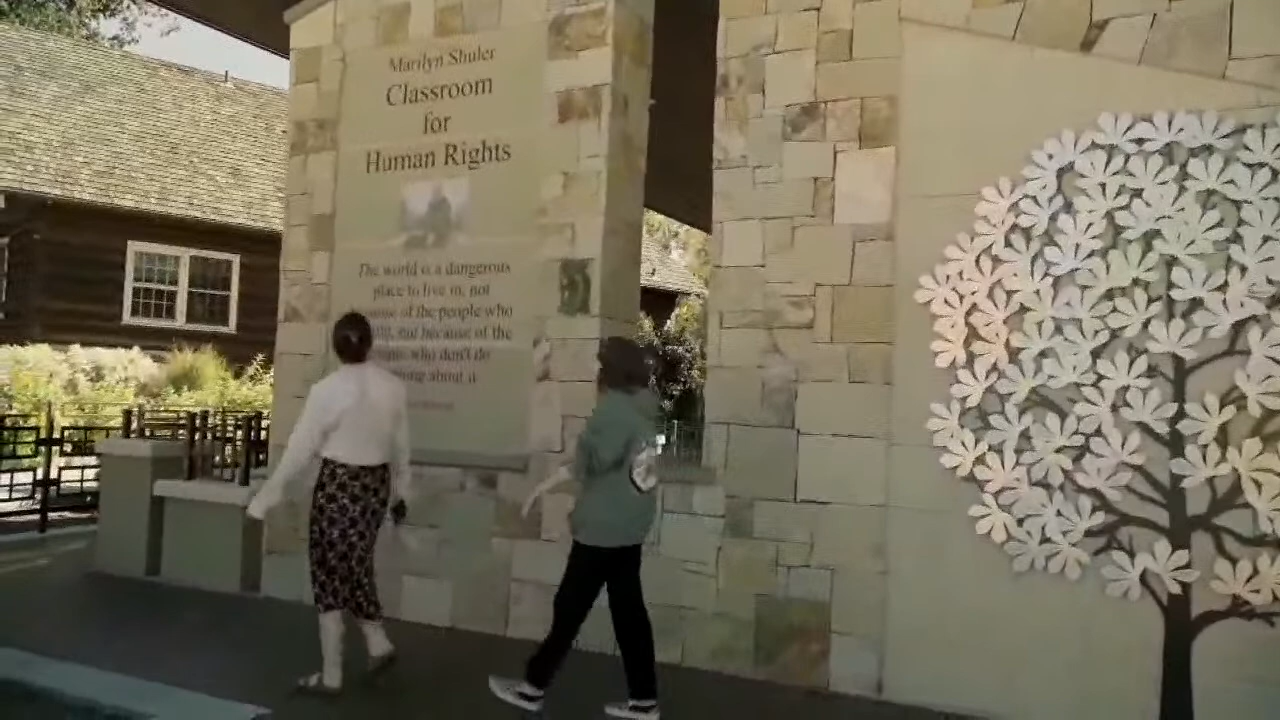 Marilyn Shuler
Classroom
for
Human Rights
The world is a dangerous
place to live in, not
of the people who
but because of the
who don't do
about it